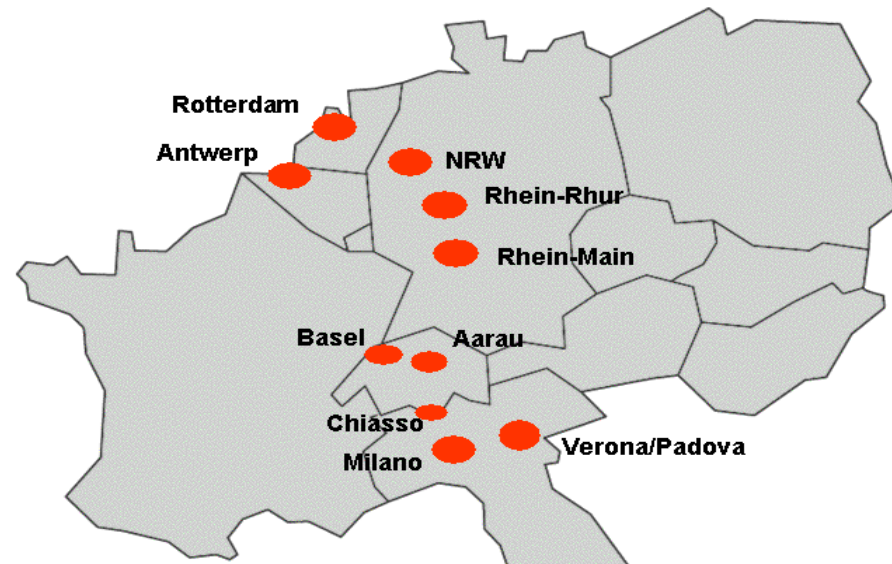 Rotterdam
Antwerp
NRW
Rhein-Rhur
Rhein-Main
Basel
Aarau
Chiasso
Milano
Verona/Padova